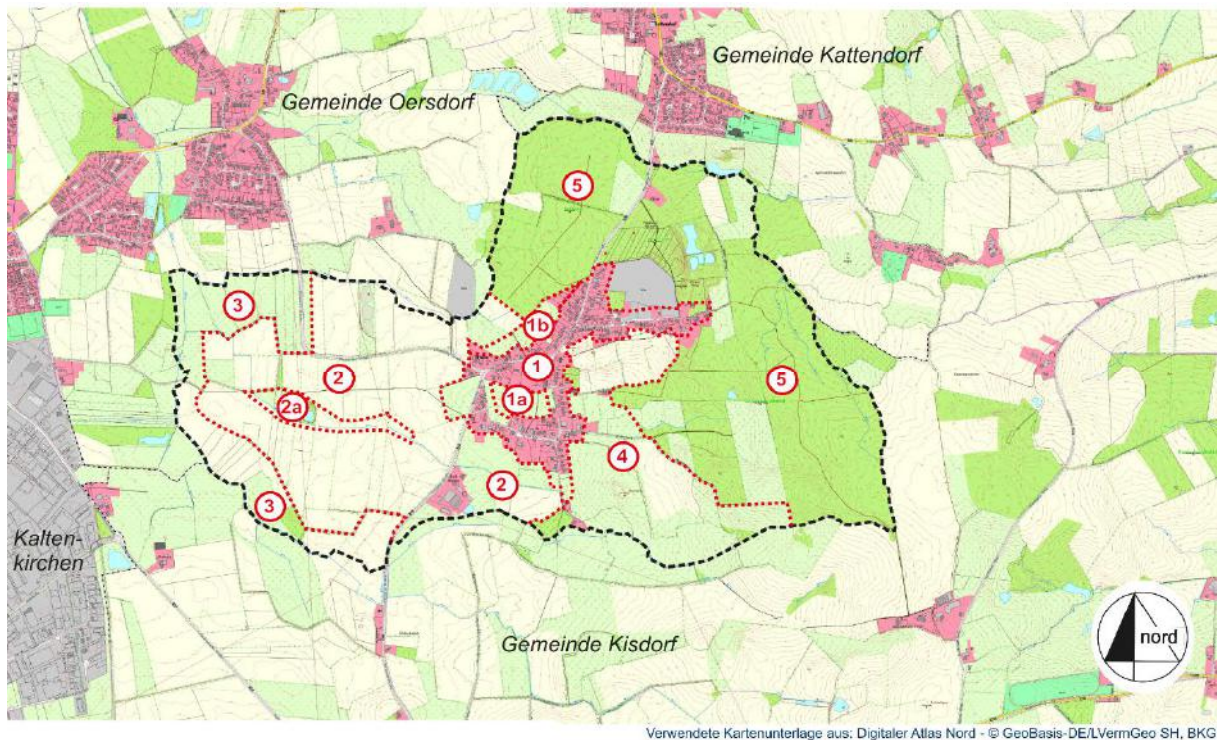 Gemeinde Kattendorf
Gemeinde Oersdorf
5
3
1b
1
2
5
2a
1a
4
2
3
Kalten-
kirchen
Gemeinde Kisdorf
nord
Verwendete Kartenunterlage aus: Digitaler Atlas Nord - © GeoBasis-DE/LVermGeo SH, BKG